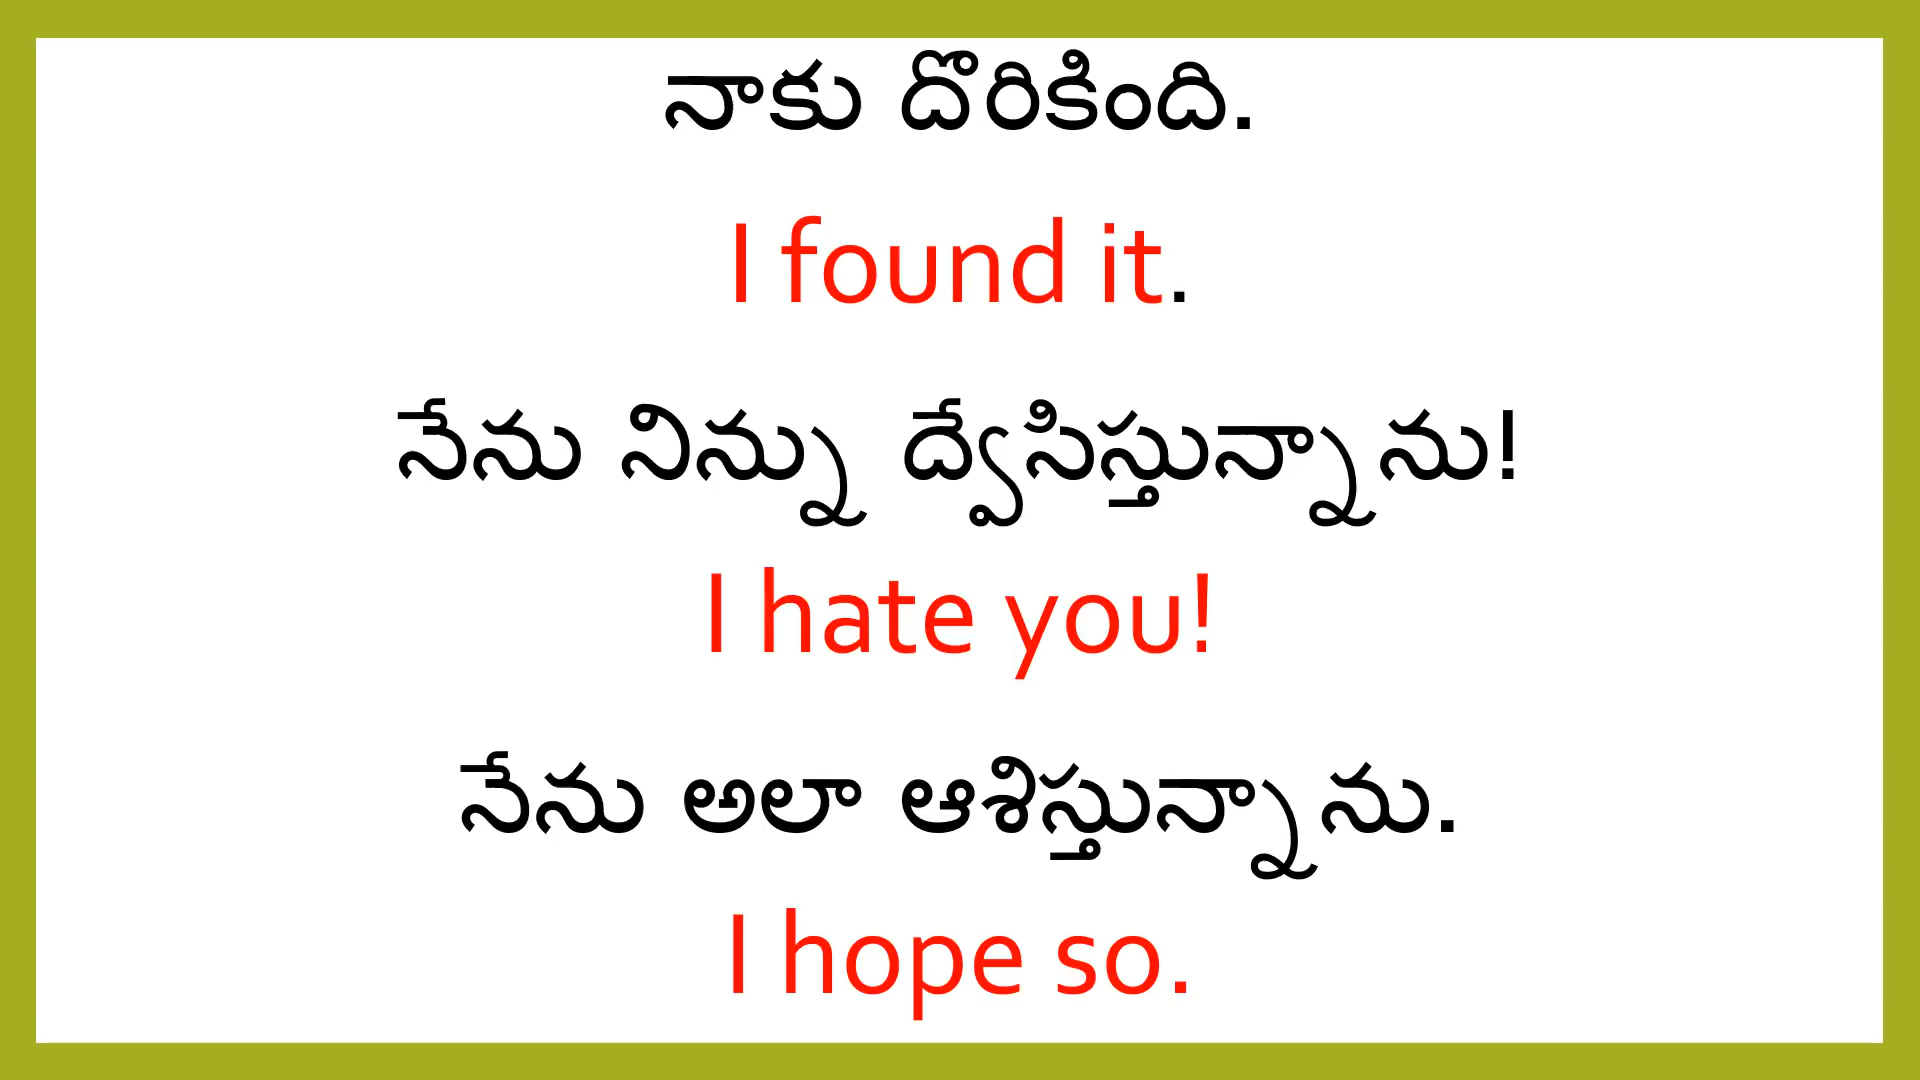 నాకు దొరికింది.
I found it.
నేను నిన్ను ద్వేసిస్తున్నాను!
I hate you!
నేను అలా ఆశిస్తున్నాను.
I hope so.